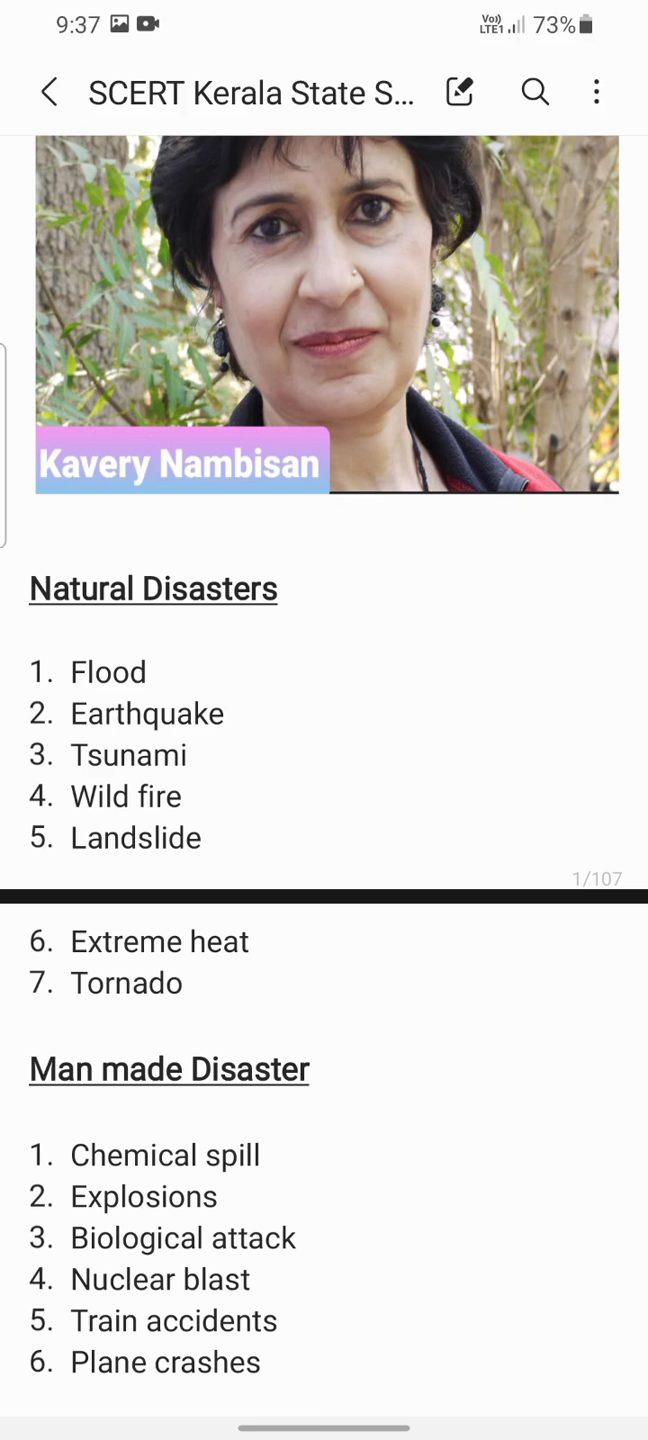 9:37 73%
Vo))
LTE1
SCERT Kerala State S...
Kavery Nambisan
Natural Disasters
1. Flood
2. Earthquake
3. Tsunami
4. Wild fire
5. Landslide
1/107
6. Extreme heat
7. Tornado
Man made Disaster
1. Chemical spill
2. Explosions
3. Biological attack
4. Nuclear blast
5. Train accidents
6. Plane crashes